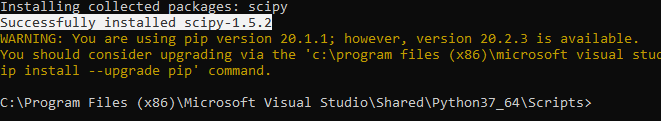 Installing collected packages: scipy
Successfully installed scipy-1.5.2
WARNING: You are using pip version 20.1.1; however, version 20.2.3 is available.
You should consider upgrading via the 'c:\program files (x86)\microsoft visual stud
ip install --upgrade pip' command.
C:\Program Files (x86)\Microsoft Visual Studio\Shared\Python37_64\Scripts>